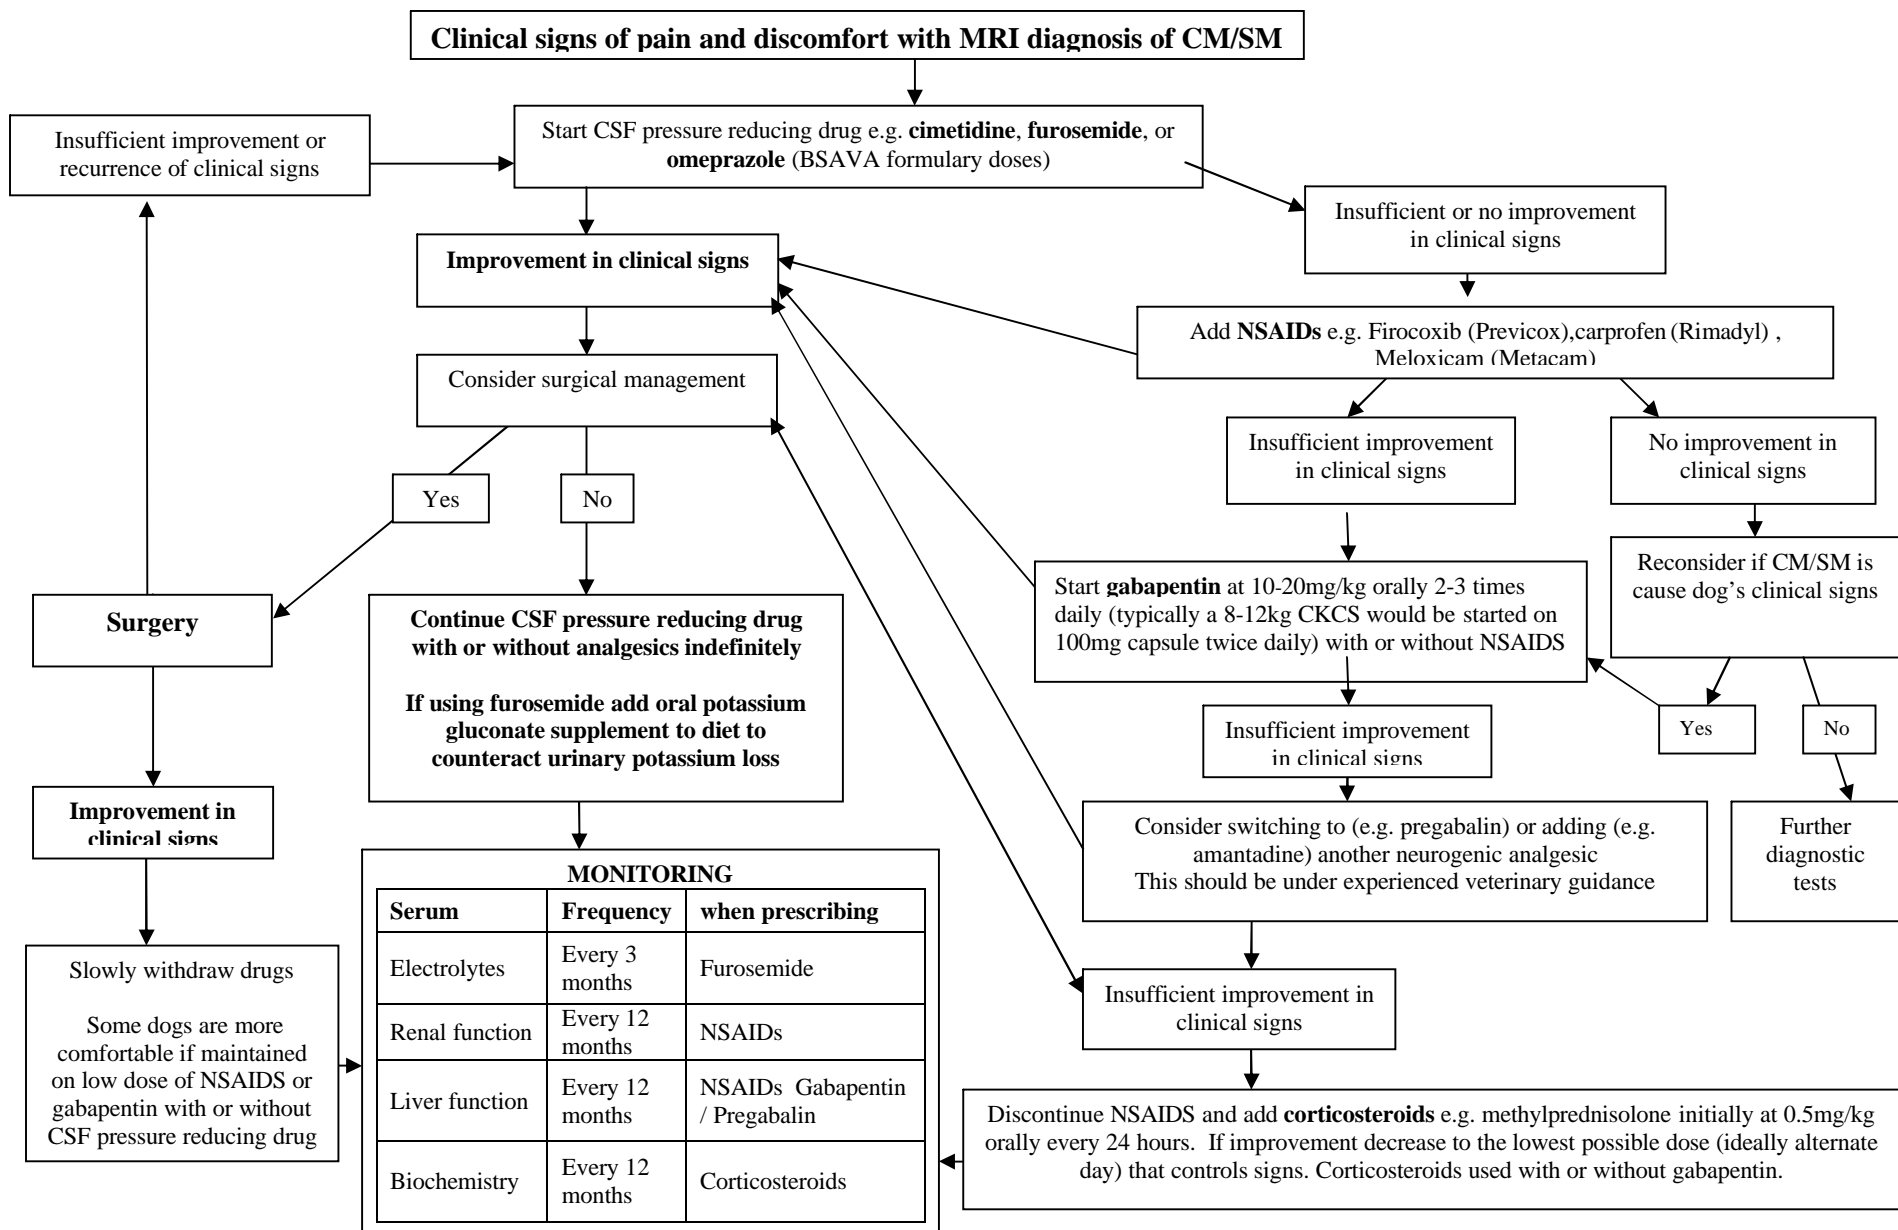 Clinical signs of pain and discomfort with MRI diagnosis of CM/SM
Insufficient improvement or
recurrence of clinical signs
Start CSF pressure reducing drug e.g. cimetidine, furosemide, or
omeprazole (BSAVA formulary doses)
Insufficient or no improvement
in clinical signs
Improvement in clinical signs
Add NSAIDs e.g. Firocoxib (Previcox),carprofen (Rimadyl) ,
Meloxicam (Metacam)
Consider surgical management
Insufficient improvement
in clinical signs
No improvement in
clinical signs
Yes
No
Reconsider if CM/SM is
cause dog's clinical signs
Start gabapentin at 10-20mg/kg orally 2-3 times
daily (typically a 8-12kg CKCS would be started on
100mg capsule twice daily) with or without NSAIDS
Surgery
Continue CSF pressure reducing drug
with or without analgesics indefinitely
If using furosemide add oral potassium
gluconate supplement to diet to
counteract urinary potassium loss
Yes
No
Insufficient improvement
in clinical signs
Improvement in
clinical signs
Consider switching to (e.g. pregabalin) or adding (e.g.
amantadine) another neurogenic analgesic
This should be under experienced veterinary guidance
Further
diagnostic
tests
MONITORING
Serum Frequency when prescribing
Electrolytes Every 3 months Furosemide
Renal function Every 12 months NSAIDs
Liver function Every 12 months NSAIDs Gabapentin / Pregabalin
Biochemistry Every 12 months Corticosteroids
Slowly withdraw drugs
Some dogs are more
comfortable if maintained
on low dose of NSAIDS or
gabapentin with or without
CSF pressure reducing drug
Insufficient improvement in
clinical signs
Discontinue NSAIDS and add corticosteroids e.g. methylprednisolone initially at 0.5mg/kg
orally every 24 hours. If improvement decrease to the lowest possible dose (ideally alternate
day) that controls signs. Corticosteroids used with or without gabapentin.